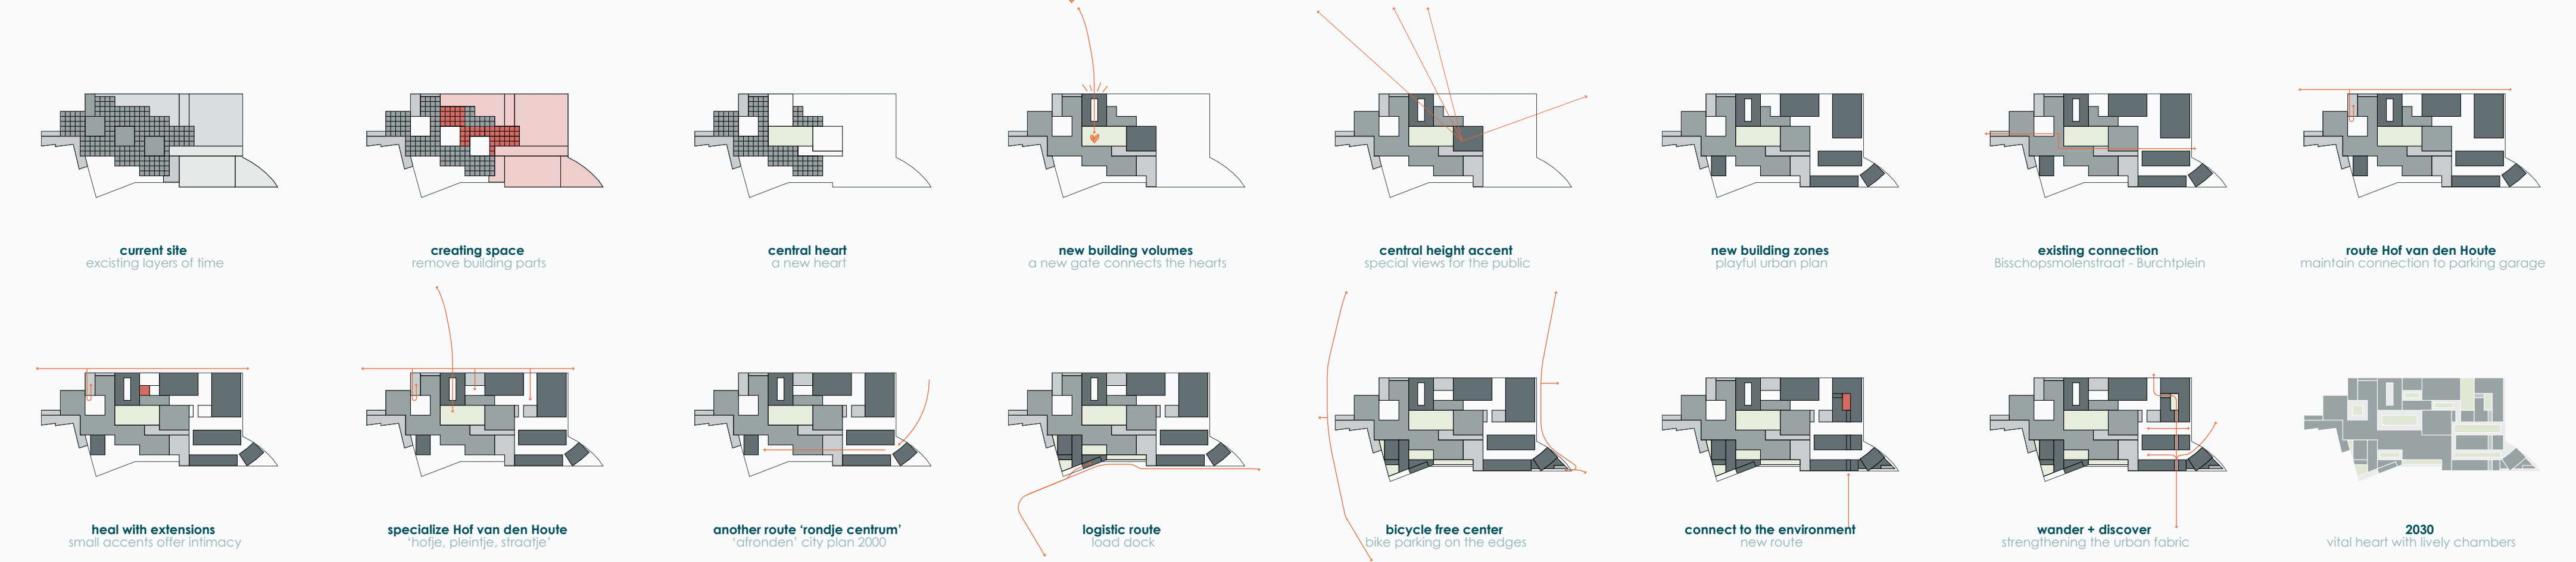 current site
excisting layers of time
creating space
remove building parts
central heart
a new heart
new building volumes
a new gate connects the hearts
central height accent
special views for the public
new building zones
playful urban plan
existing connection
Bisschopsmolenstraat - Burchtplein
route Hof van den Houte
maintain connection to parking garage
heal with extensions
small accents offer intimacy
specialize Hof van den Houte
‘hofje, pleintje, straatje’
another route ‘rondje centrum’
‘afronden’ city plan 2000
logistic route
load dock
bicycle free center
bike parking on the edges
connect to the environment
new route
wander + discover
strengthening the urban fabric
2030
vital heart with lively chambers